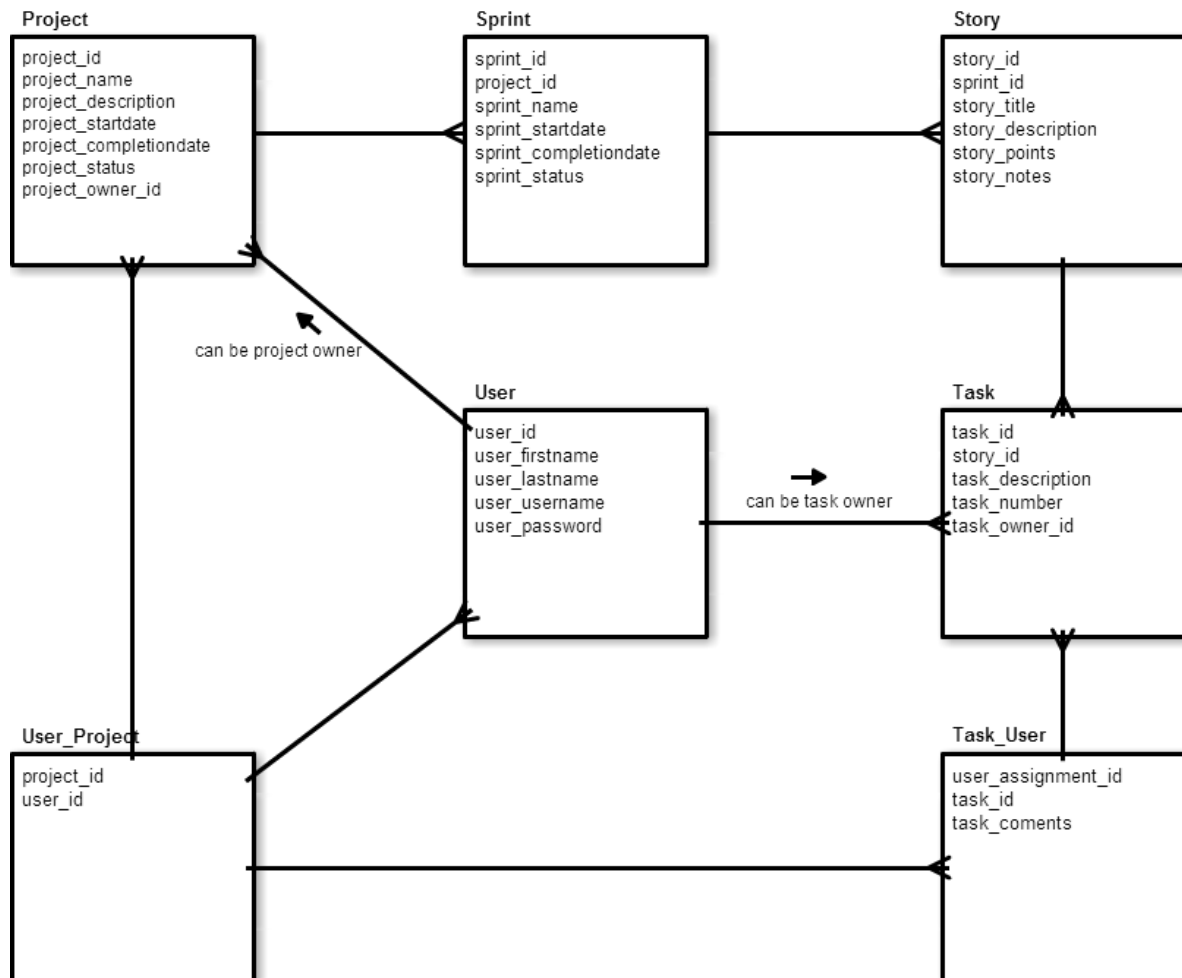 Project
project_id
project_name
project_description
project_startdate
project_completiondate
project_status
project_owner_id
Sprint
sprint_id
project_id
sprint_name
sprint_startdate
sprint_completiondate
sprint_status
Story
story_id
sprint_id
story_title
story_description
story_points
story_notes
can be project owner
User
user_id
user_firstname
user_lastname
user_username
user_password
can be task owner
Task
task_id
story_id
task_description
task_number
task_owner_id
User_Project
project_id
user_id
Task_User
user_assignment_id
task_id
task_coments